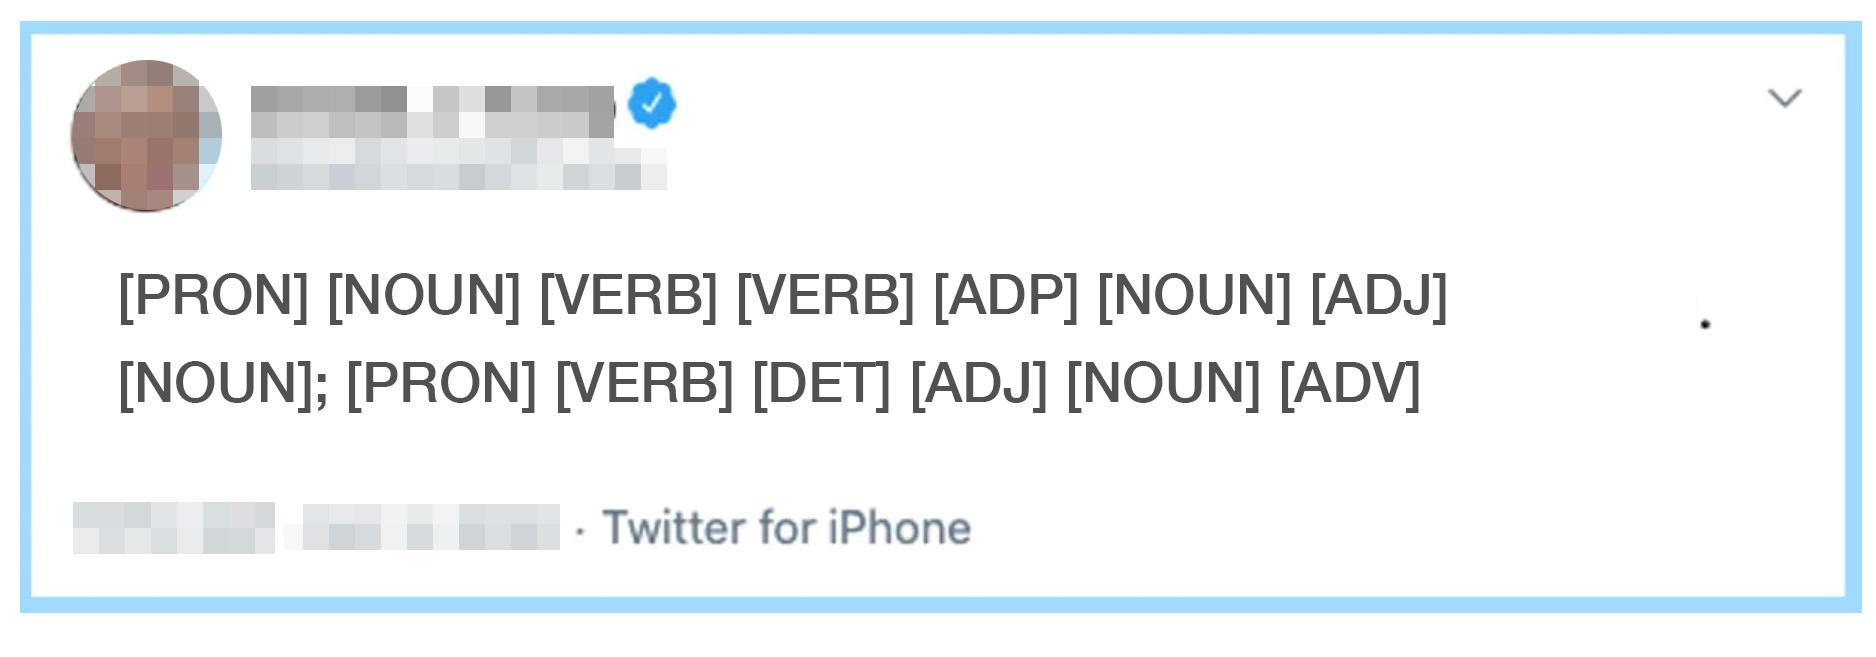 [PRON] [NOUN] [VERB] [VERB] [ADP] [NOUN] [ADJ]
[NOUN]; [PRON] [VERB] [DET] [ADJ] [NOUN] [ADV]
· Twitter for iPhone